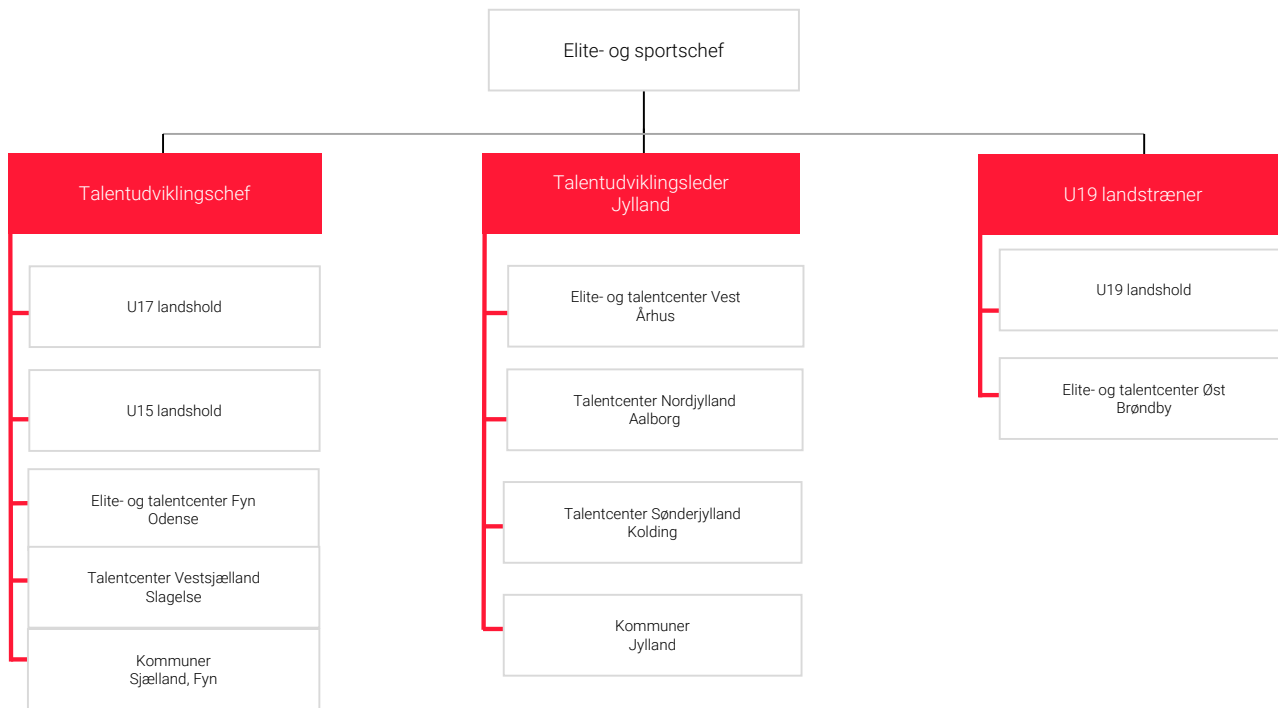 Elite- og sportschef
Talentudviklingschef
U17 landshold
U15 landshold
Elite- og talentcenter Fyn
Odense
Talentcenter Vestsjælland
Slagelse
Kommuner
Sjælland, Fyn
Talentudviklingsleder
Jylland
Elite- og talentcenter Vest
Århus
Talentcenter Nordjylland
Aalborg
Talentcenter Sønderjylland
Kolding
Kommuner
Jylland
U19 landstræner
U19 landshold
Elite- og talentcenter Øst
Brøndby